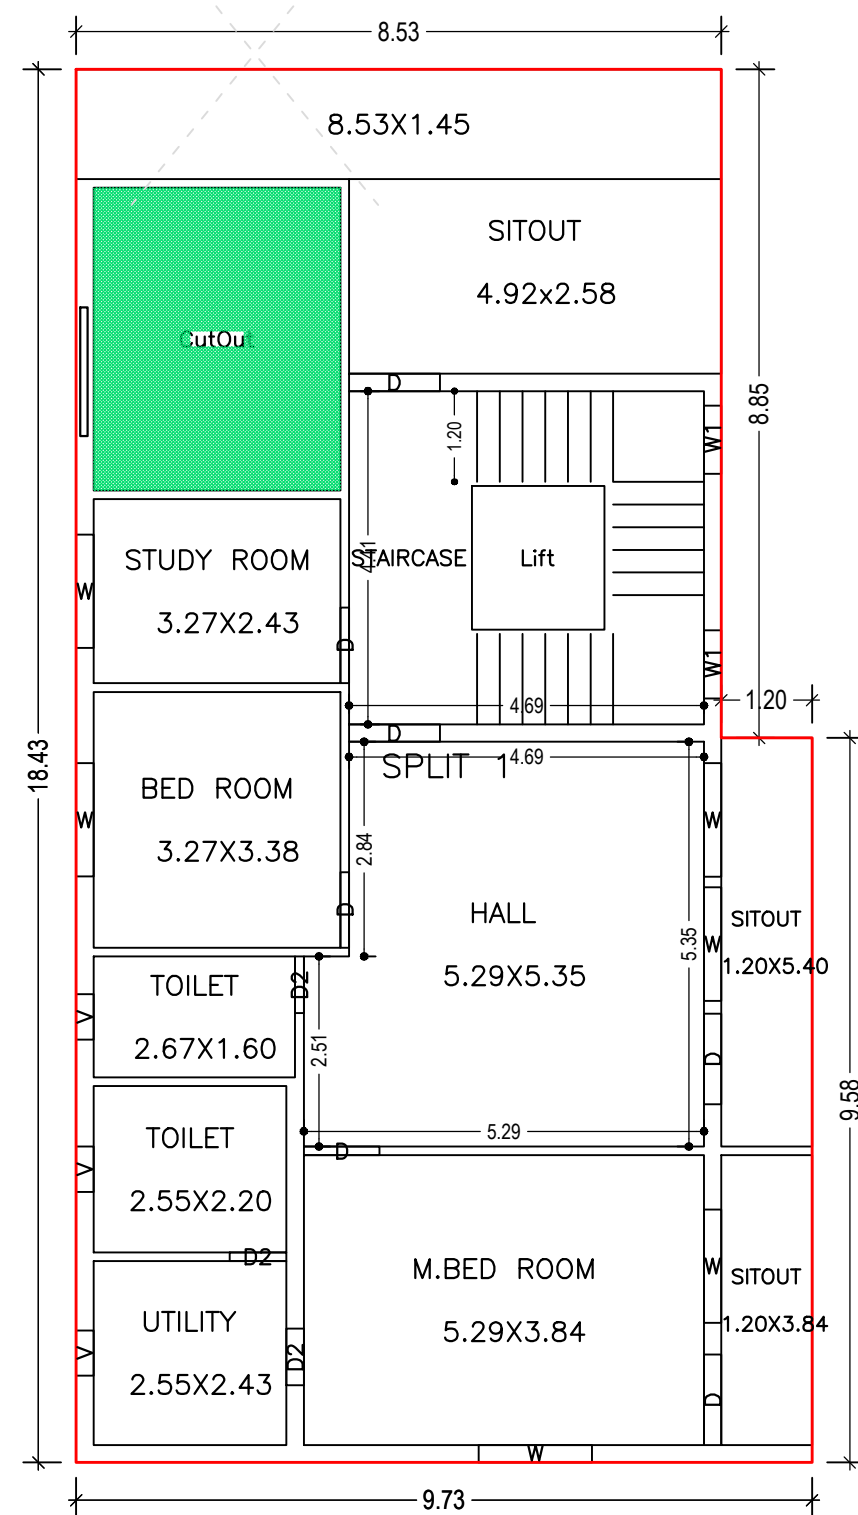 8.53
8.53X1.45
SITOUT
4.92x2.58
CutOut
8.85
D
1.20
W1
4.41
STAIRCASE
Lift
STUDY ROOM
3.27X2.43
W
D
W1
4.69
1.20
D
SPLIT 1
4.69
18.43
BED ROOM
3.27X3.38
W
2.84
W
D
HALL
5.29X5.35
5.35
W
SITOUT
1.20X5.40
TOILET
2.67X1.60
D2
V
2.51
D
9.58
5.29
TOILET
2.55X2.20
V
D
D2
M.BED ROOM
5.29X3.84
W
SITOUT
1.20X3.84
UTILITY
2.55X2.43
V
D2
D
W
9.73